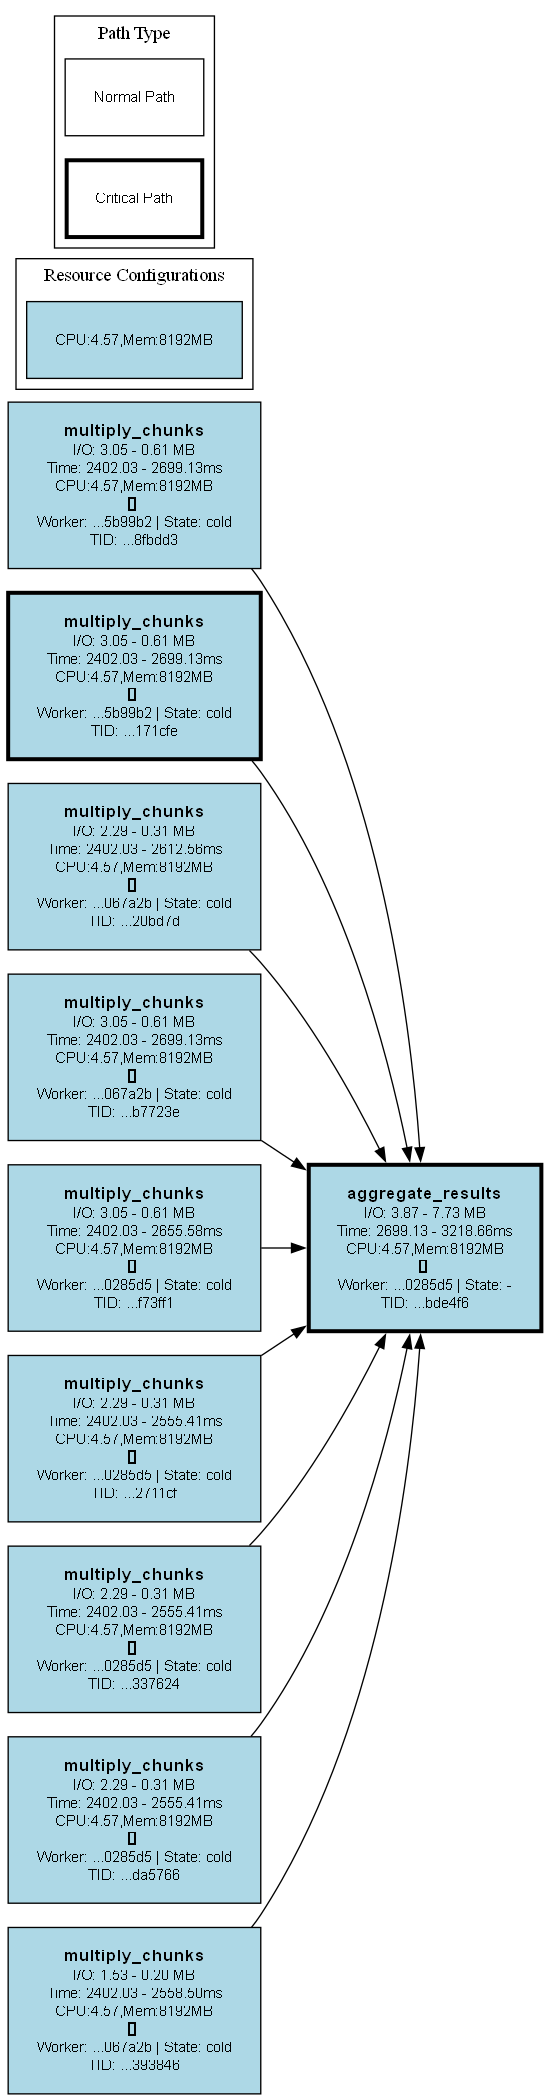 Path Type
Normal Path
Critical Path
Resource Configurations
CPU:4.57,Mem:8192MB
multiply_chunks
I/O: 3.05 - 0.61 MB
Time: 2402.03 - 2699.13ms
CPU:4.57,Mem:8192MB
[]
Worker: ...5b99b2 | State: cold
TID: ...8fbdd3
multiply_chunks
I/O: 3.05 - 0.61 MB
Time: 2402.03 - 2699.13ms
CPU:4.57,Mem:8192MB
[]
Worker: ...5b99b2 | State: cold
TID: ...171cfe
multiply_chunks
I/O: 2.29 - 0.31 MB
Time: 2402.03 - 2612.56ms
CPU:4.57,Mem:8192MB
[]
Worker: ...067a2b | State: cold
TID: ...20bd7d
multiply_chunks
I/O: 3.05 - 0.61 MB
Time: 2402.03 - 2699.13ms
CPU:4.57,Mem:8192MB
[]
Worker: ...067a2b | State: cold
TID: ...b7723e
multiply_chunks
I/O: 3.05 - 0.61 MB
Time: 2402.03 - 2655.58ms
CPU:4.57,Mem:8192MB
[]
Worker: ...0285d5 | State: cold
TID: ...f73ff1
aggregate_results
I/O: 3.87 - 7.73 MB
Time: 2699.13 - 3218.66ms
CPU:4.57,Mem:8192MB
[]
Worker: ...0285d5 | State: -
TID: ...bde4f6
multiply_chunks
I/O: 2.29 - 0.31 MB
Time: 2402.03 - 2555.41ms
CPU:4.57,Mem:8192MB
[]
Worker: ...0285d5 | State: cold
TID: ...2711cf
multiply_chunks
I/O: 2.29 - 0.31 MB
Time: 2402.03 - 2555.41ms
CPU:4.57,Mem:8192MB
[]
Worker: ...0285d5 | State: cold
TID: ...337624
multiply_chunks
I/O: 2.29 - 0.31 MB
Time: 2402.03 - 2555.41ms
CPU:4.57,Mem:8192MB
[]
Worker: ...0285d5 | State: cold
TID: ...da5766
multiply_chunks
I/O: 1.53 - 0.20 MB
Time: 2402.03 - 2558.50ms
CPU:4.57,Mem:8192MB
[]
Worker: ...067a2b | State: cold
TID: ...393846